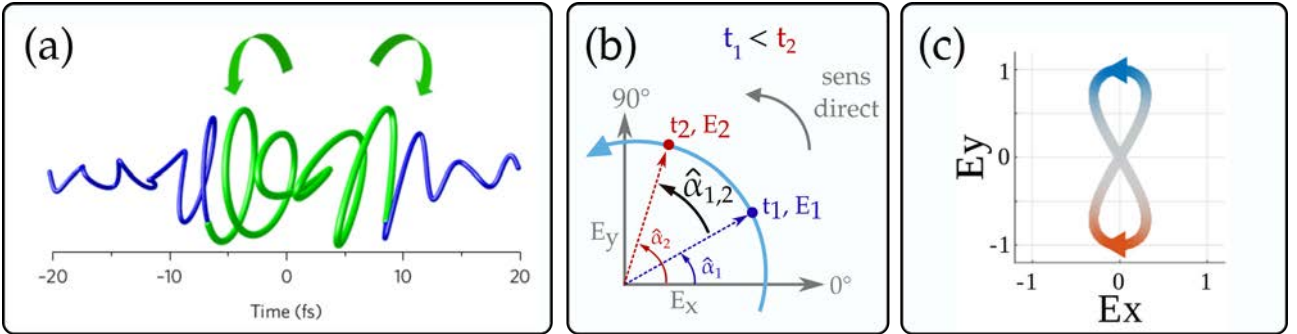 (a)
-20
-10
0
10
20
Time (fs)
(b)
t1 < t2
sens
direct
90°
t2, E2
α̂1,2
t1, E1
Ey
α̂2
α̂1
Ex
0°
(c)
1
0
-1
Ey
-1
0
1
Ex